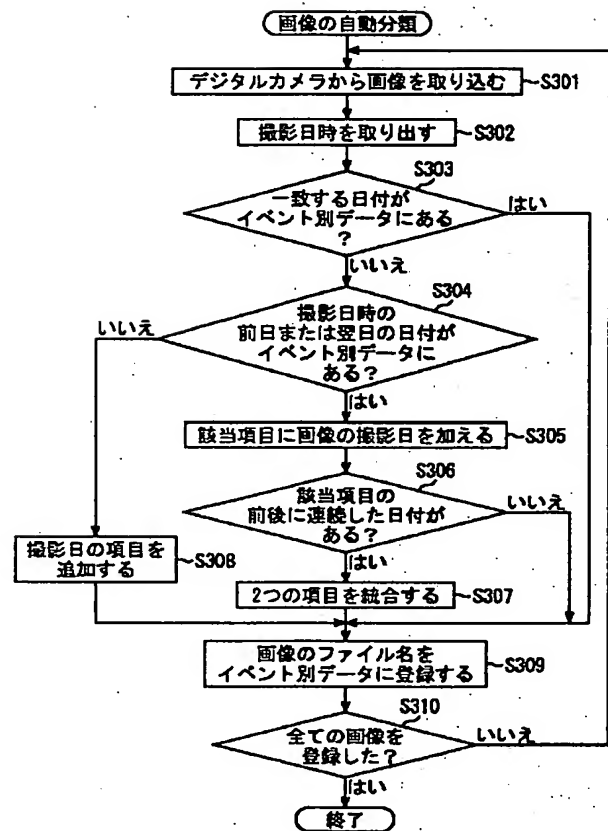 画像の自動分類
デジタルカメラから画像を取り込む
S301
撮影日時を取り出す
S302
S303
一致する日付が
イベント別データにある
?
はい
いいえ
S304
撮影日時の
前日または翌日の日付が
イベント別データに
ある?
いいえ
はい
該当項目に画像の撮影日を加える
S305
S306
該当項目の
前後に連続した日付が
ある?
いいえ
はい
撮影日の項目を
追加する
S308
2つの項目を統合する
S307
画像のファイル名を
イベント別データに登録する
S309
S310
全ての画像を
登録した?
いいえ
はい
終了